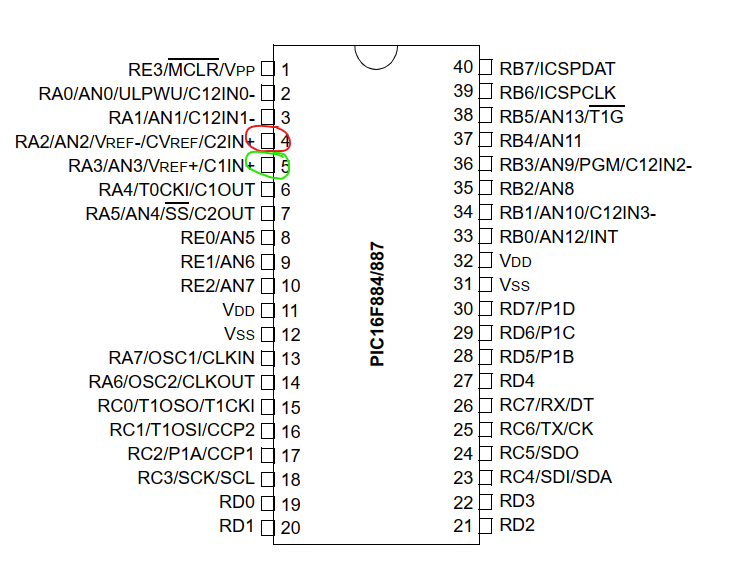 RE3/MCLR/VPP 1
RA0/AN0/ULPWU/C12IN0- 2
RA1/AN1/C12IN1- 3
RA2/AN2/VREF-/CVREF/C2IN+ 4
RA3/AN3/VREF+/C1IN+ 5
RA4/T0CKI/C1OUT 6
RA5/AN4/SS/C2OUT 7
RE0/AN5 8
RE1/AN6 9
RE2/AN7 10
VDD 11
VSS 12
RA7/OSC1/CLKIN 13
RA6/OSC2/CLKOUT 14
RC0/T1OSO/T1CKI 15
RC1/T1OSI/CCP2 16
RC2/P1A/CCP1 17
RC3/SCK/SCL 18
RD0 19
RD1 20
PIC16F884/887
40 RB7/ICSPDAT
39 RB6/ICSPCLK
38 RB5/AN13/T1G
37 RB4/AN11
36 RB3/AN9/PGM/C12IN2-
35 RB2/AN8
34 RB1/AN10/C12IN3-
33 RB0/AN12/INT
32 VDD
31 VSS
30 RD7/P1D
29 RD6/P1C
28 RD5/P1B
27 RD4
26 RC7/RX/DT
25 RC6/TX/CK
24 RC5/SDO
23 RC4/SDI/SDA
22 RD3
21 RD2